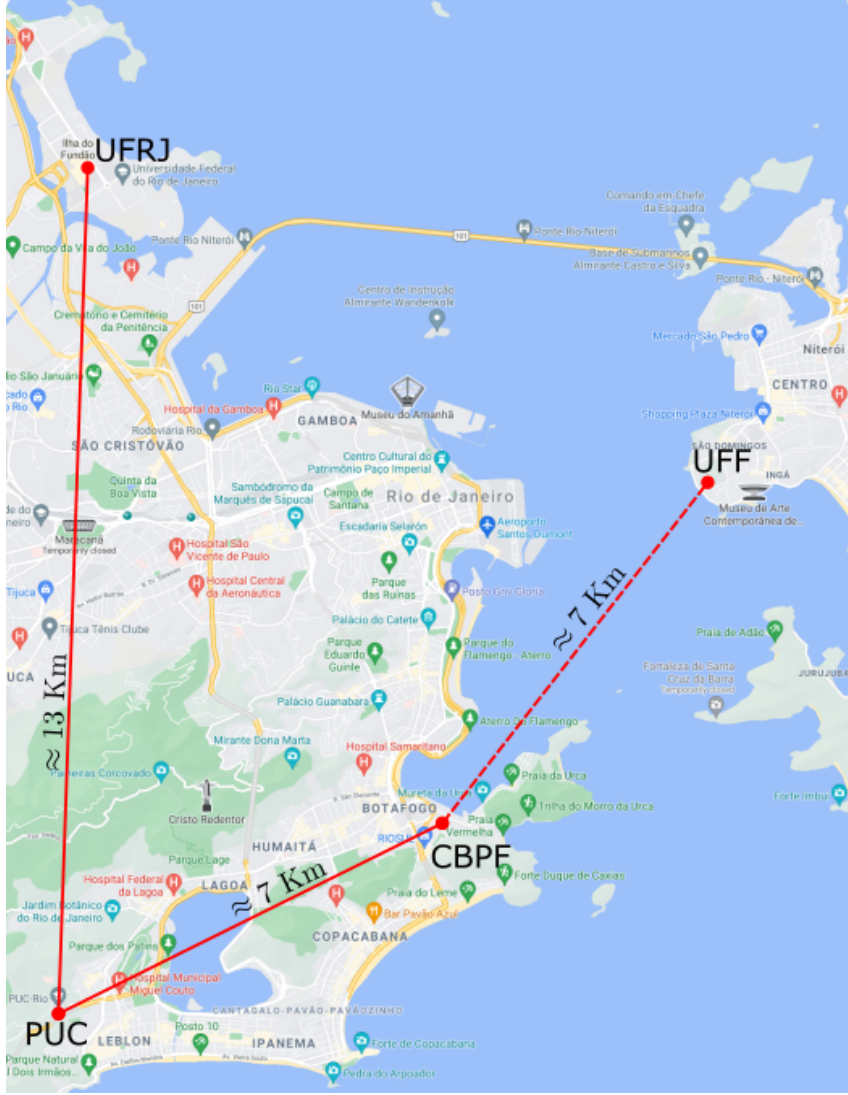 UFRJ
Ilha do
Fundão
Universidade Federal
do Rio de Janeiro
Comando em Chefe
da Esquadra
Ponte Rio Niterói
Campo da Vila do João
Ponte Rio Niterói
101
Base de Submarinos
Almirante Castro e Silva
Ponte Rio - Niterói
101
Centro de Instrução
Almirante Wandenkolk
Crematório e Cemitério
da Penitência
Mercado São Pedro
Niterói
CENTRO
Rio Star
Hospital da Gamboa
Museu do Amanhã
GAMBOA
Shopping Plaza Niterói
Rodoviária Rio
SÃO CRISTÓVÃO
SÃO DOMINGOS
UFF
INGÁ
Centro Cultural do
Patrimônio Paço Imperial
Quinta da
Boa Vista
Sambódromo da
Marquês de Sapucaí
Campo de
Santana
Rio de Janeiro
Museu de Arte
Contemporânea de...
Escadaria Selarón
Aeroporto
Santos Dumont
Maracanã
Temporarily closed
Hospital São
Vicente de Paulo
Tijuca
Hospital Central
da Aeronáutica
Parque
das Ruínas
Posto Gnv Gloria
≈ 7 Km
Tijuca Tênis Clube
Palácio do Catete
Praia de Adão
Parque
Eduardo
Guinle
Parque do
Flamengo - Aterro
Fortaleza de Santa
Cruz da Barra
Temporarily closed
JURUJUBA
UCA
≈ 13 Km
Palácio Guanabara
Aterro Do Flamengo
Mirante Dona Marta
Hospital Samaritano
Paineiras Corcovado
Praia da Urca
Mureta da Urca
Forte Imbuí
Trilha do Morro da Urca
Cristo Redentor
BOTAFOGO
Praia
Vermelha
HUMAITÁ
CBPF
Parque Lage
Hospital Federal
da Lagoa
LAGOA
≈ 7 Km
Forte Duque de Caxias
Praia do Leme
Jardim Botânico
do Rio de Janeiro
Bar Pavão Azul
COPACABANA
Parque dos Patins
Hospital Municipal
Miguel Couto
PUC-Rio
CANTAGALO-PAVÃO-PAVÃOZINHO
PUC
LEBLON
Posto 10
IPANEMA
Forte de Copacabana
Parque Natural
l Dois Irmãos...
Pedra do Arpoador